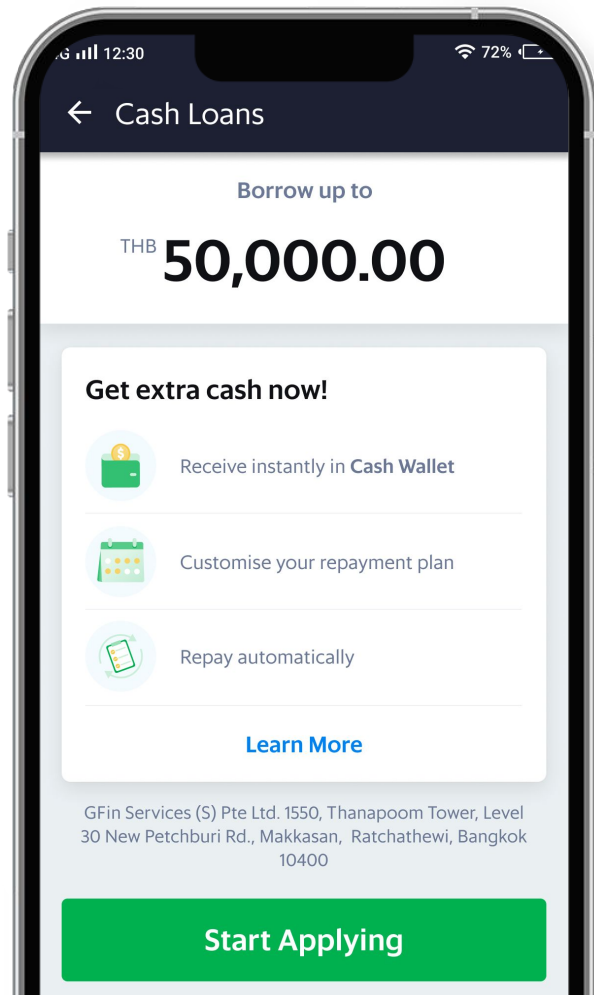 G 12:30 72%
Cash Loans
Borrow up to
THB 50,000.00
Get extra cash now!
Receive instantly in Cash Wallet
Customise your repayment plan
Repay automatically
Learn More
GFin Services (S) Pte Ltd. 1550, Thanapoom Tower, Level
30 New Petchburi Rd., Makkasan, Ratchathewi, Bangkok
10400
Start Applying